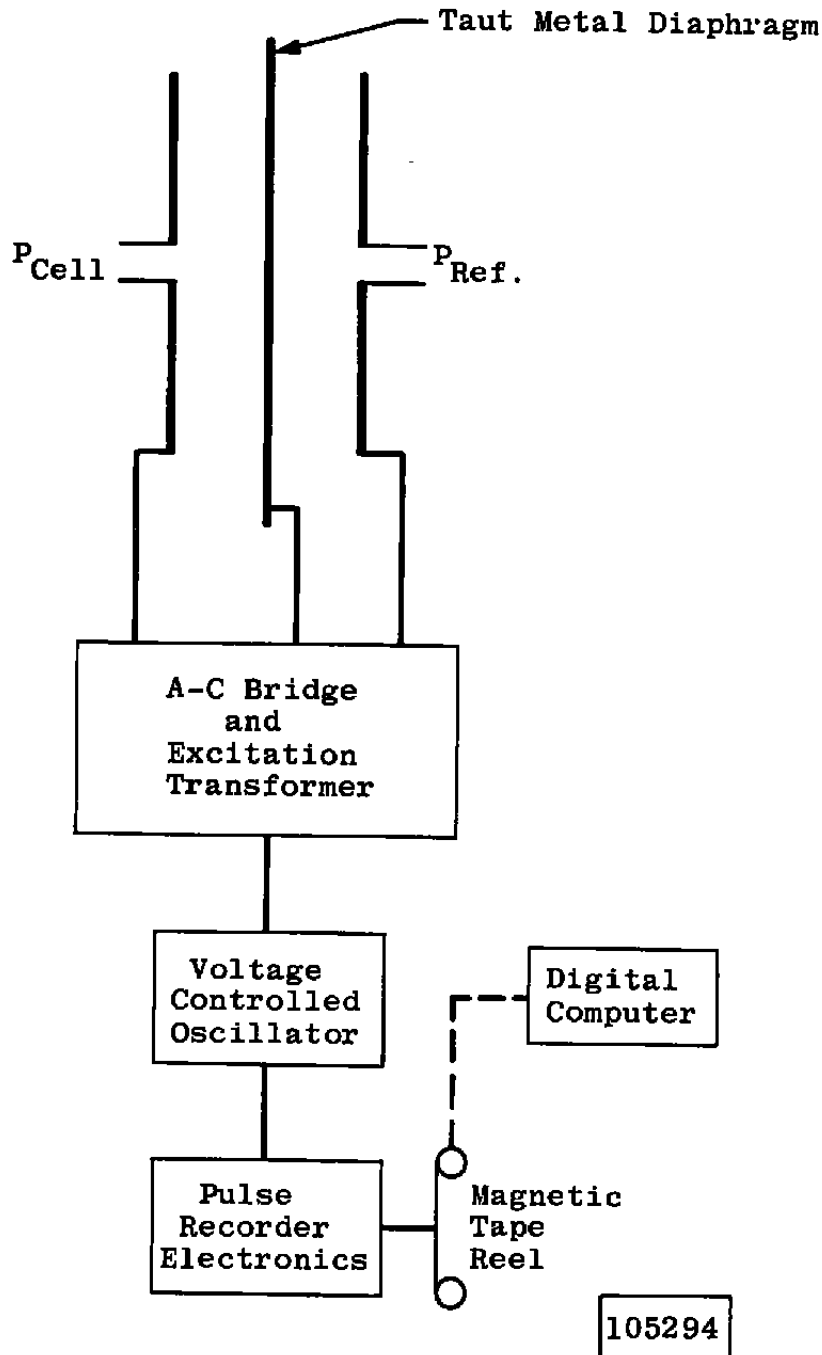 Taut Metal Diaphragm
PCell
PRef.
A-C Bridge
and
Excitation
Transformer
Voltage
Controlled
Oscillator
Digital
Computer
Pulse
Recorder
Electronics
Magnetic
Tape
Reel
105294